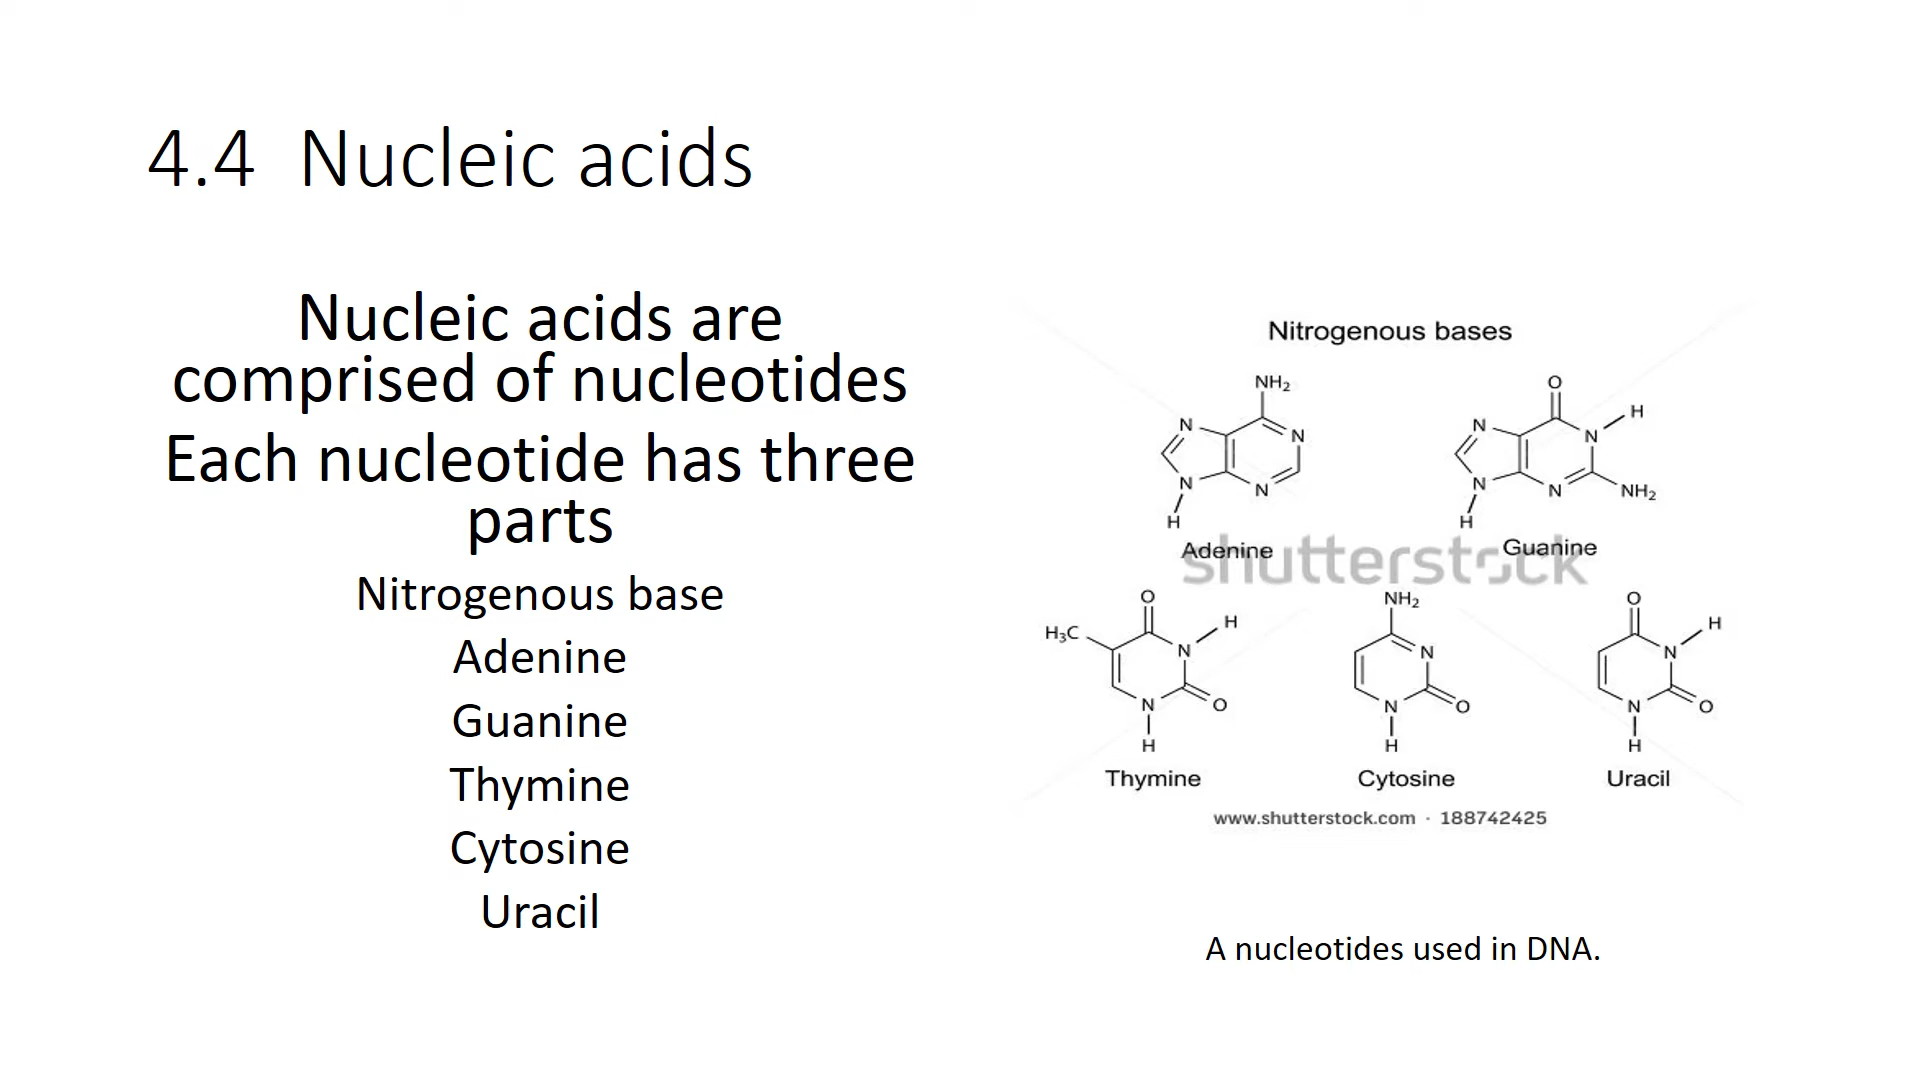 4.4 Nucleic acids
Nucleic acids are
comprised of nucleotides
Each nucleotide has three
parts
Nitrogenous base
Adenine
Guanine
Thymine
Cytosine
Uracil
Nitrogenous bases
NH₂
N
N
N
N
H
Adenine
O
H
N
N
N
N
NH₂
H
Guanine
shutterstock
O
H
H₃C
N
N
O
H
Thymine
NH₂
N
N
O
H
Cytosine
O
H
N
N
O
H
Uracil
www.shutterstock.com · 188742425
A nucleotides used in DNA.